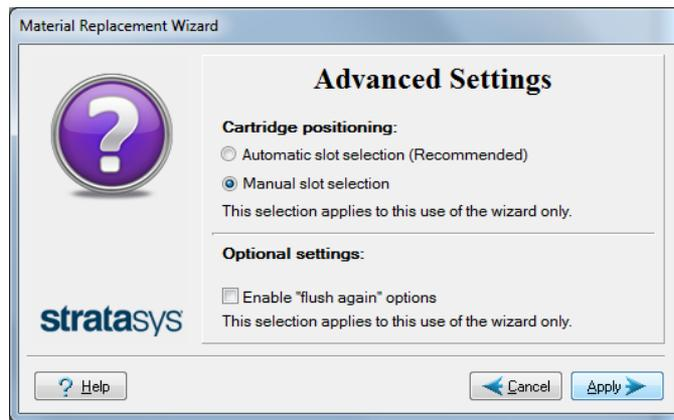 Material Replacement Wizard
Advanced Settings
Cartridge positioning:
Automatic slot selection (Recommended)
Manual slot selection
This selection applies to this use of the wizard only.
Optional settings:
Enable "flush again" options
This selection applies to this use of the wizard only.
stratasys
? Help
Cancel
Apply